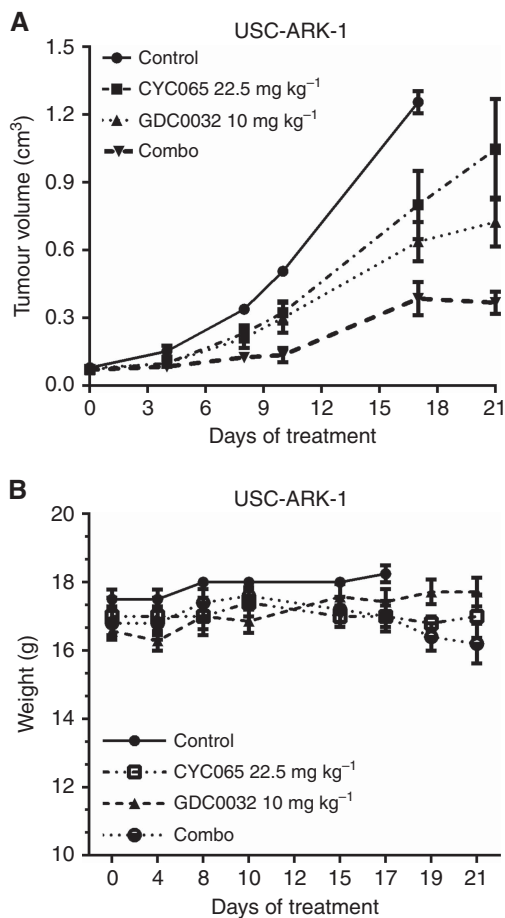 A
USC-ARK-1
Control
CYC065 22.5 mg kg⁻¹
GDC0032 10 mg kg⁻¹
Combo
Tumour volume (cm³)
1.5
1.2
0.9
0.6
0.3
0.0
0 3 6 9 12 15 18 21
Days of treatment
B
USC-ARK-1
Weight (g)
20
18
16
14
12
10
Control
CYC065 22.5 mg kg⁻¹
GDC0032 10 mg kg⁻¹
Combo
0 4 8 10 12 15 17 19 21
Days of treatment